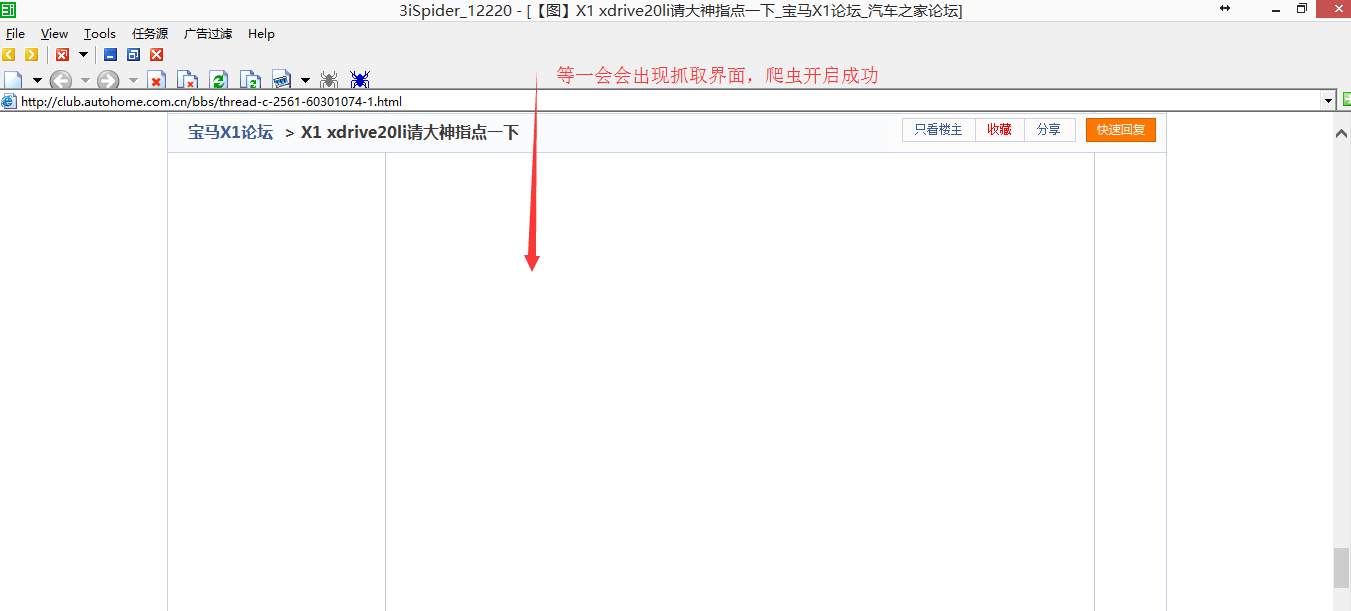 3iSpider_12220 - [【图】X1 xdrive20li请大神指点一下_宝马X1论坛_汽车之家论坛]
File View Tools 任务源 广告过滤 Help
等一会会出现抓取界面，爬虫开启成功
http://club.autohome.com.cn/bbs/thread-c-2561-60301074-1.html
宝马X1论坛 > X1 xdrive20li请大神指点一下 只看楼主 收藏 分享 快速回复